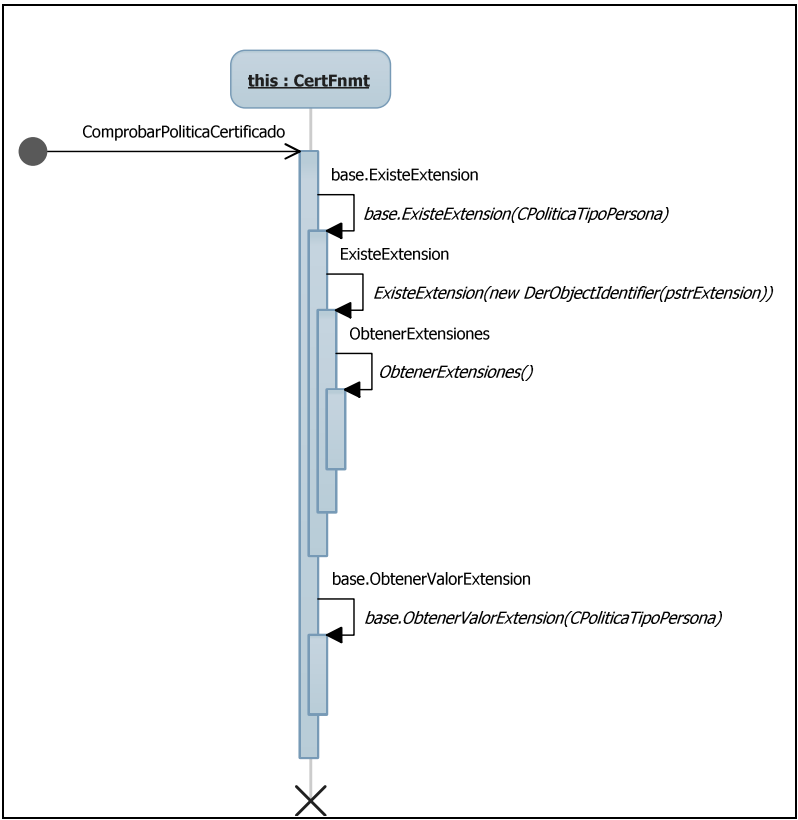 this : CertFnmt
ComprobarPoliticaCertificado
base.ExisteExtension
base.ExisteExtension(CPoliticaTipoPersona)
ExisteExtension
ExisteExtension(new DerObjectIdentifier(pstrExtension))
ObtenerExtensiones
ObtenerExtensiones()
base.ObtenerValorExtension
base.ObtenerValorExtension(CPoliticaTipoPersona)